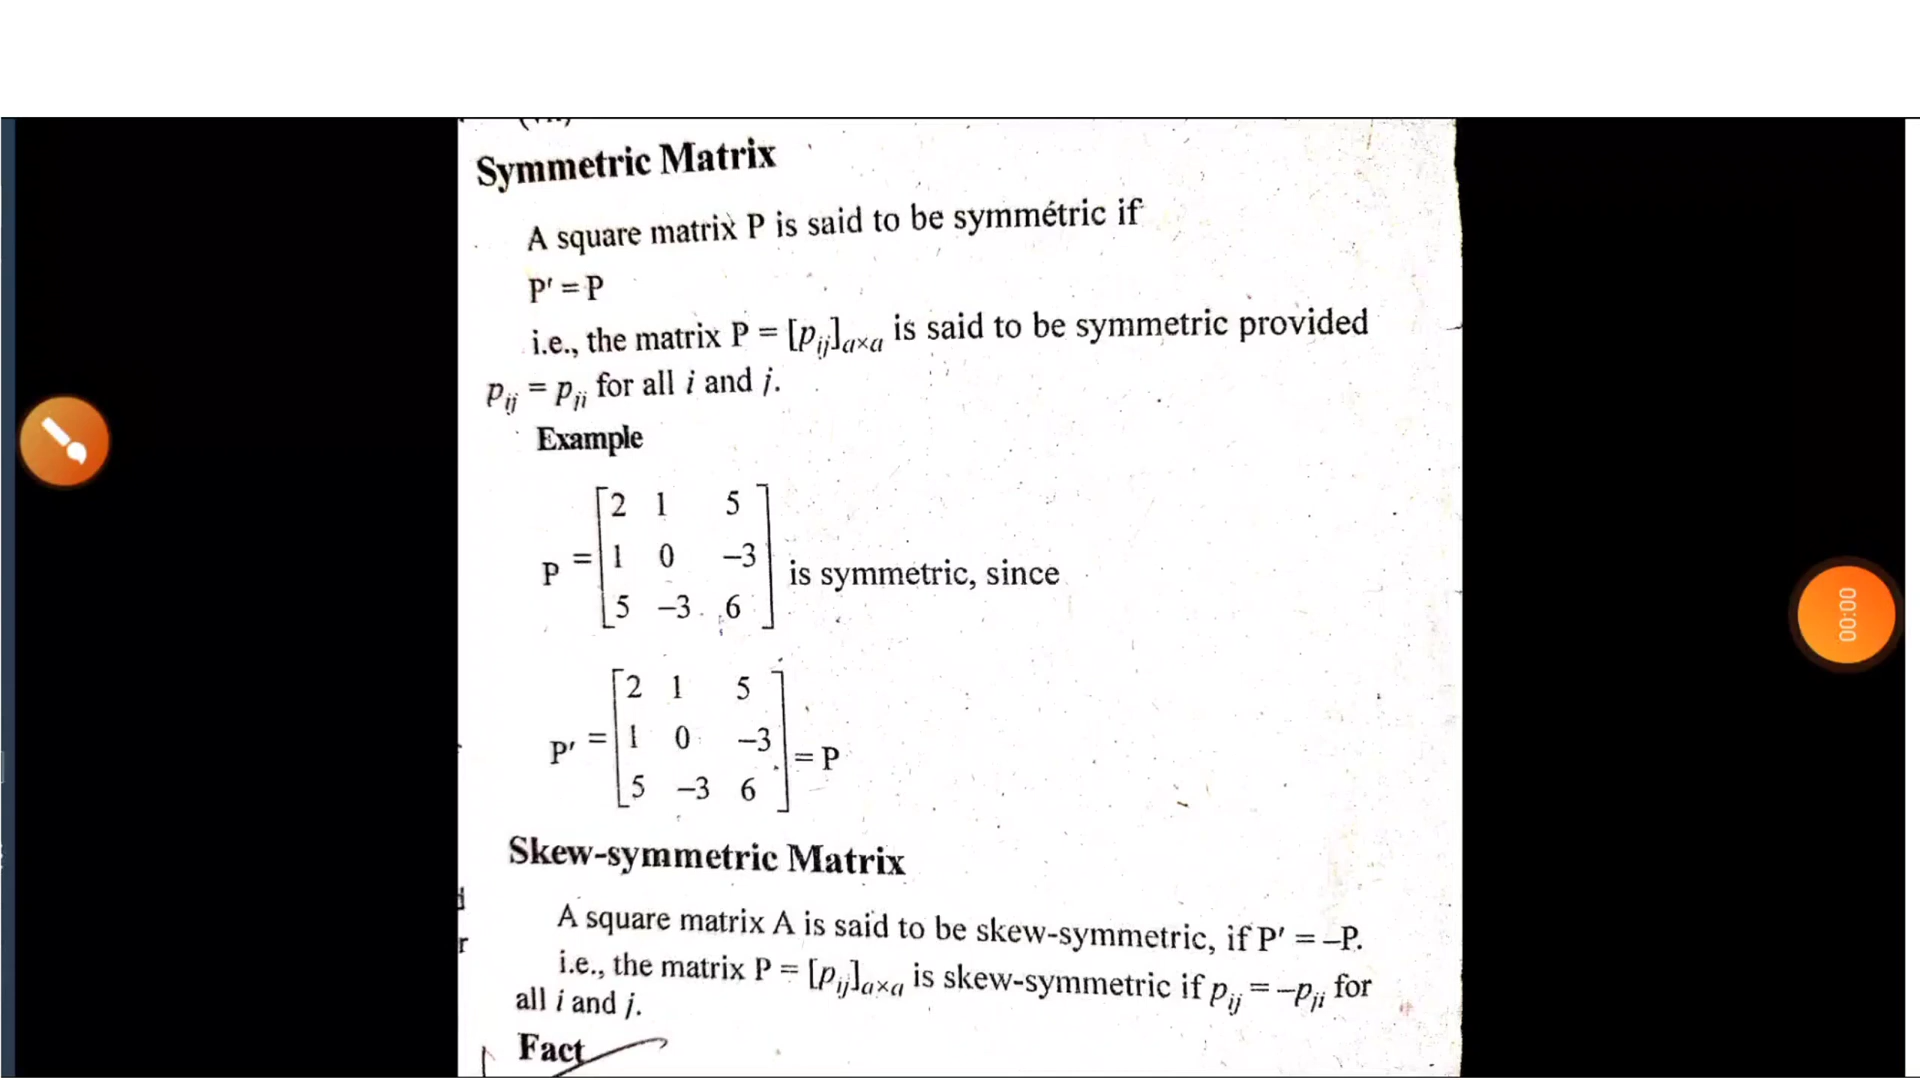 Symmetric Matrix
A square matrix P is said to be symmétric if
P' = P
i.e., the matrix P = [pij]a×a is said to be symmetric provided
pij = pji for all i and j.
Example
P = [2 1 5
1 0 –3
5 –3 6] is symmetric, since
P' = [2 1 5
1 0 –3
5 –3 6] = P
Skew-symmetric Matrix
A square matrix A is said to be skew-symmetric, if P' = –P.
i.e., the matrix P = [pij]a×a is skew-symmetric if pij = –pji for
all i and j.
Fact
r
00:00